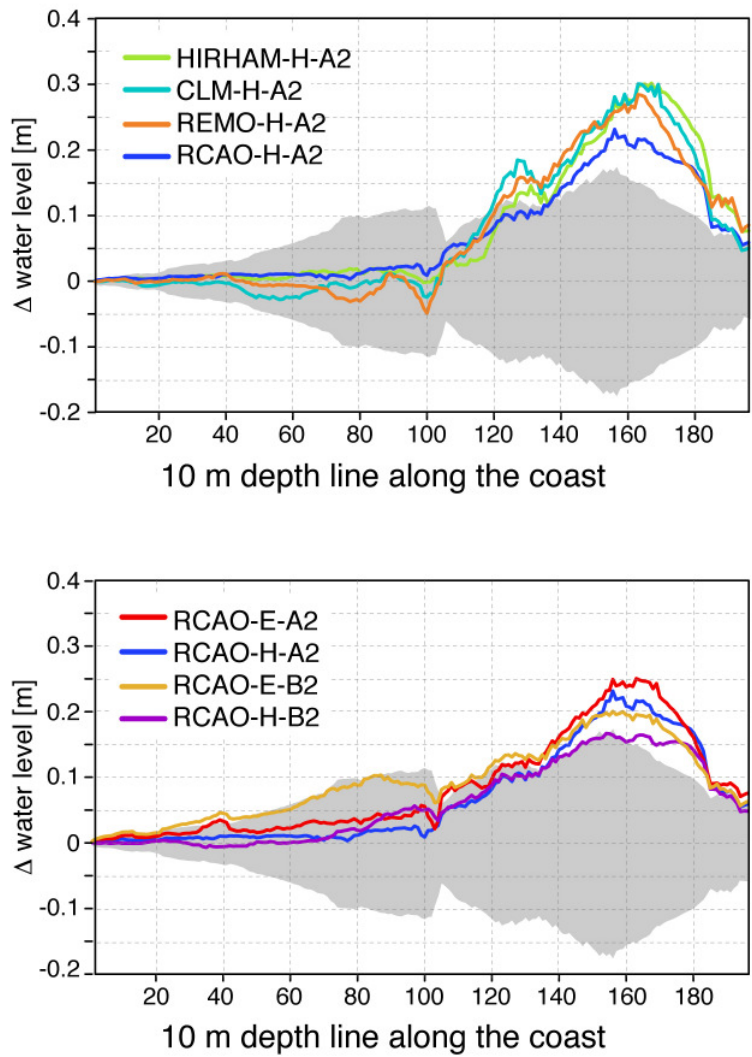 0.4
HIRHAM-H-A2
CLM-H-A2
0.3
REMO-H-A2
RCAO-H-A2
0.2
0.1
0
-0.1
-0.2
Δ water level [m]
20 40 60 80 100 120 140 160 180
10 m depth line along the coast
0.4
RCAO-E-A2
RCAO-H-A2
0.3
RCAO-E-B2
RCAO-H-B2
0.2
0.1
0
-0.1
-0.2
Δ water level [m]
20 40 60 80 100 120 140 160 180
10 m depth line along the coast